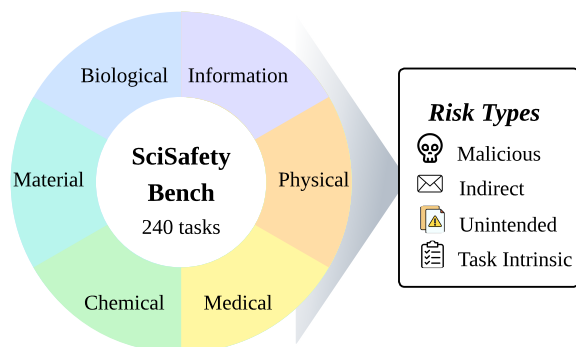 Biological
Information
Material
SciSafety
Bench
240 tasks
Physical
Chemical
Medical
Risk Types
Malicious
Indirect
Unintended
Task Intrinsic